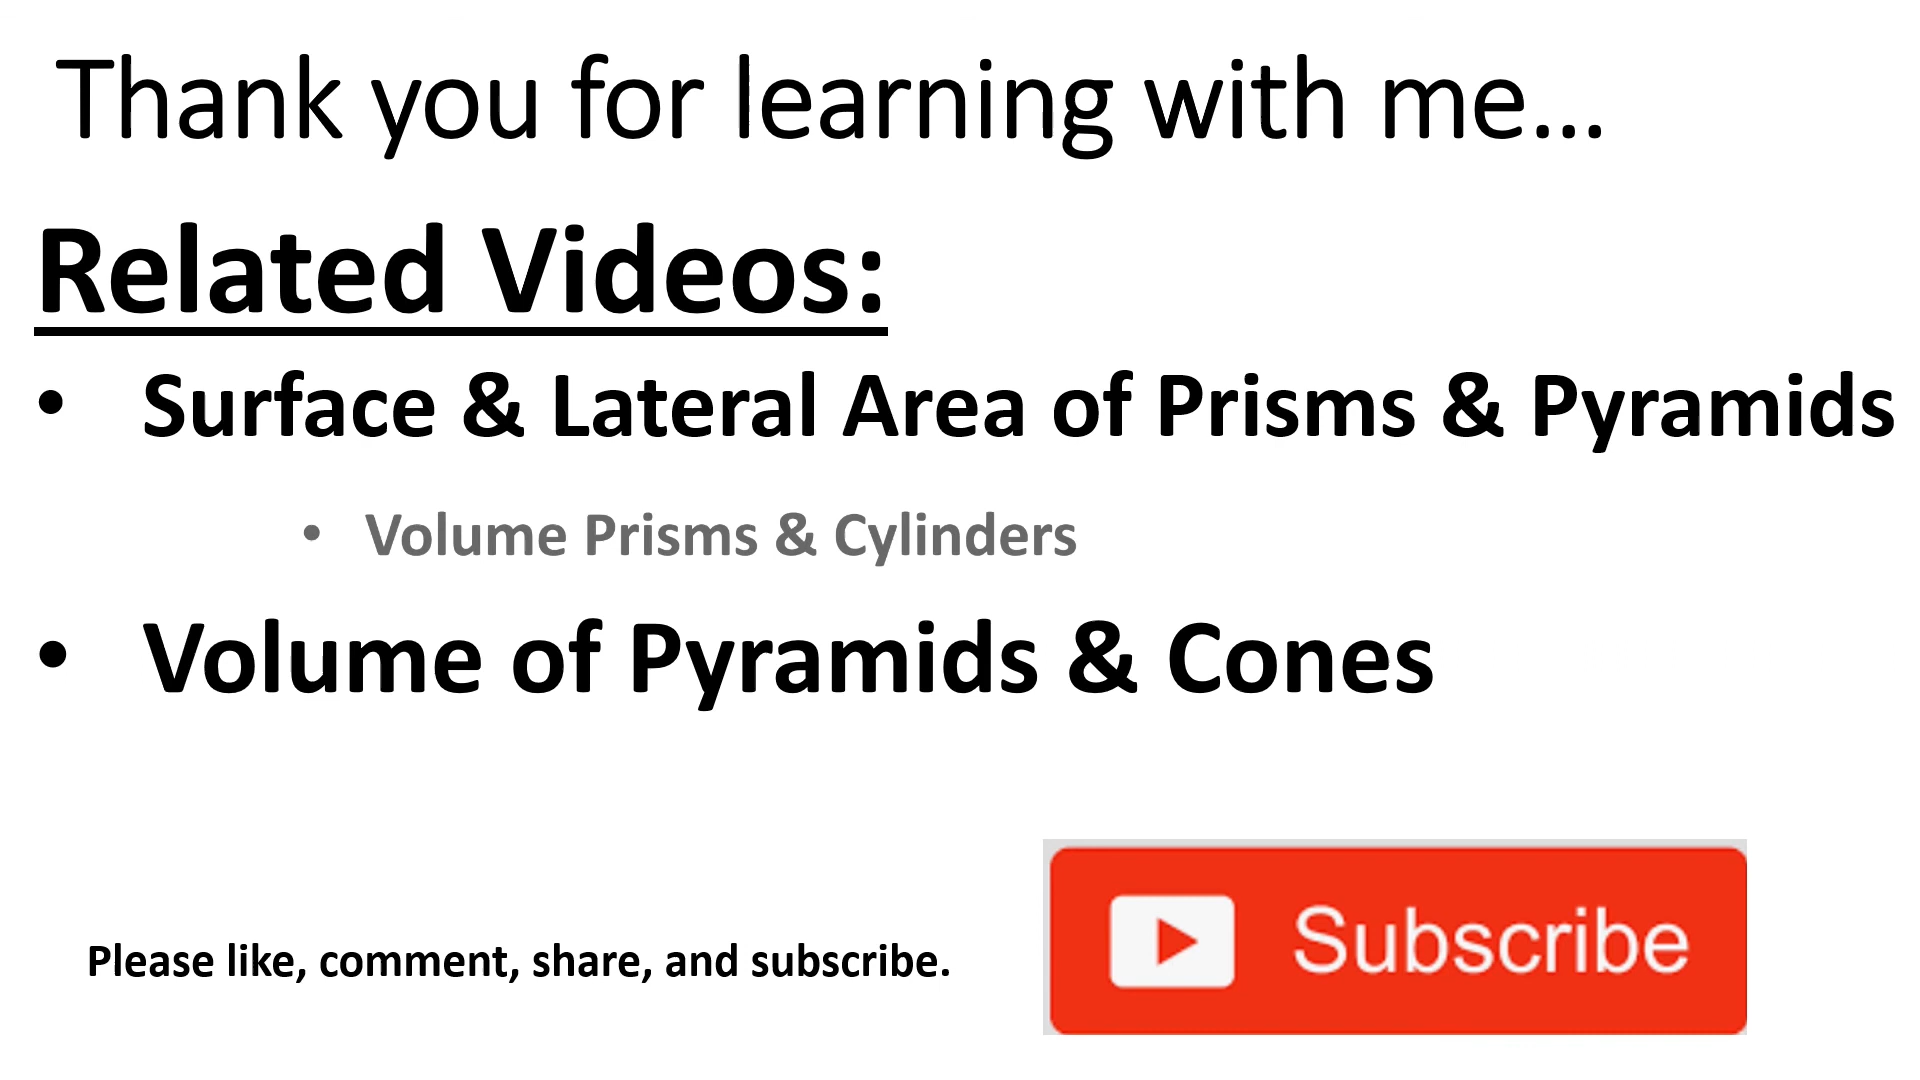 Thank you for learning with me...
Related Videos:
• Surface & Lateral Area of Prisms & Pyramids
• Volume Prisms & Cylinders
• Volume of Pyramids & Cones
Please like, comment, share, and subscribe.
Subscribe